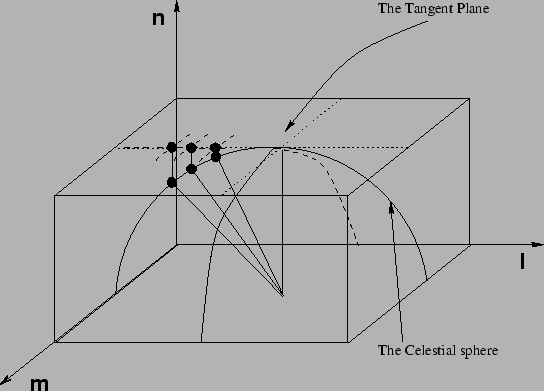 The Tangent Plane
n
l
The Celestial sphere
m